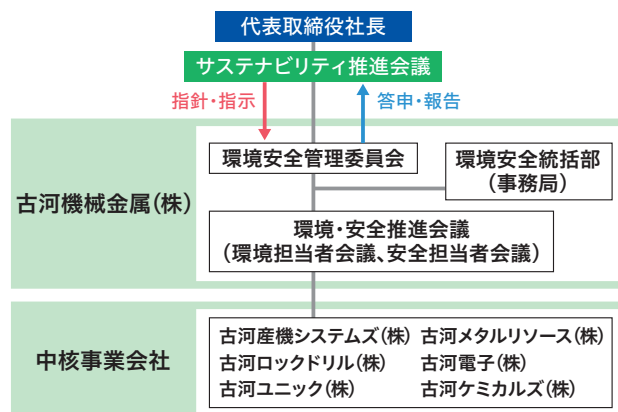 代表取締役社長
サステナビリティ推進会議
指針・指示
答申・報告
古河機械金属(株)
環境安全管理委員会
環境安全統括部
(事務局)
環境・安全推進会議
(環境担当者会議、安全担当者会議)
中核事業会社
古河産機システムズ(株)
古河メタルリソース(株)
古河ロックドリル(株)
古河電子(株)
古河ユニック(株)
古河ケミカルズ(株)